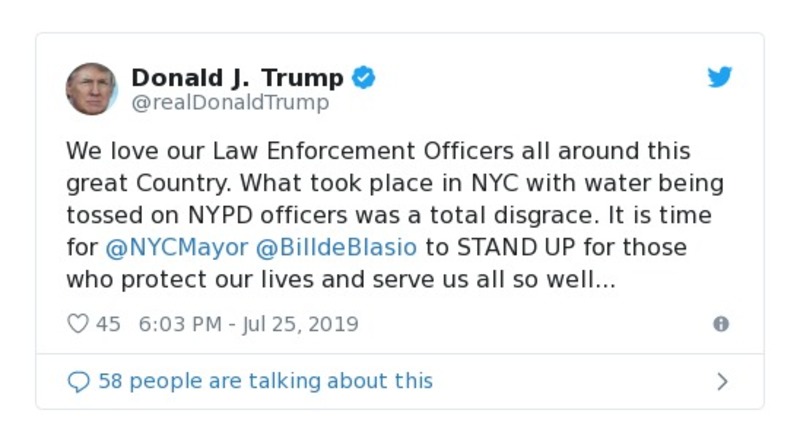 Donald J. Trump
@realDonaldTrump
We love our Law Enforcement Officers all around this
great Country. What took place in NYC with water being
tossed on NYPD officers was a total disgrace. It is time
for @NYCMayor @BilldeBlasio to STAND UP for those
who protect our lives and serve us all so well...
45 6:03 PM - Jul 25, 2019
58 people are talking about this